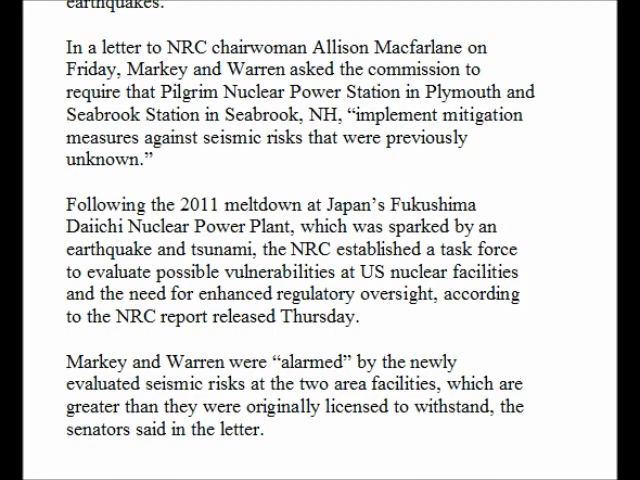 earthquakes.
In a letter to NRC chairwoman Allison Macfarlane on
Friday, Markey and Warren asked the commission to
require that Pilgrim Nuclear Power Station in Plymouth and
Seabrook Station in Seabrook, NH, “implement mitigation
measures against seismic risks that were previously
unknown.”
Following the 2011 meltdown at Japan’s Fukushima
Daiichi Nuclear Power Plant, which was sparked by an
earthquake and tsunami, the NRC established a task force
to evaluate possible vulnerabilities at US nuclear facilities
and the need for enhanced regulatory oversight, according
to the NRC report released Thursday.
Markey and Warren were “alarmed” by the newly
evaluated seismic risks at the two area facilities, which are
greater than they were originally licensed to withstand, the
senators said in the letter.